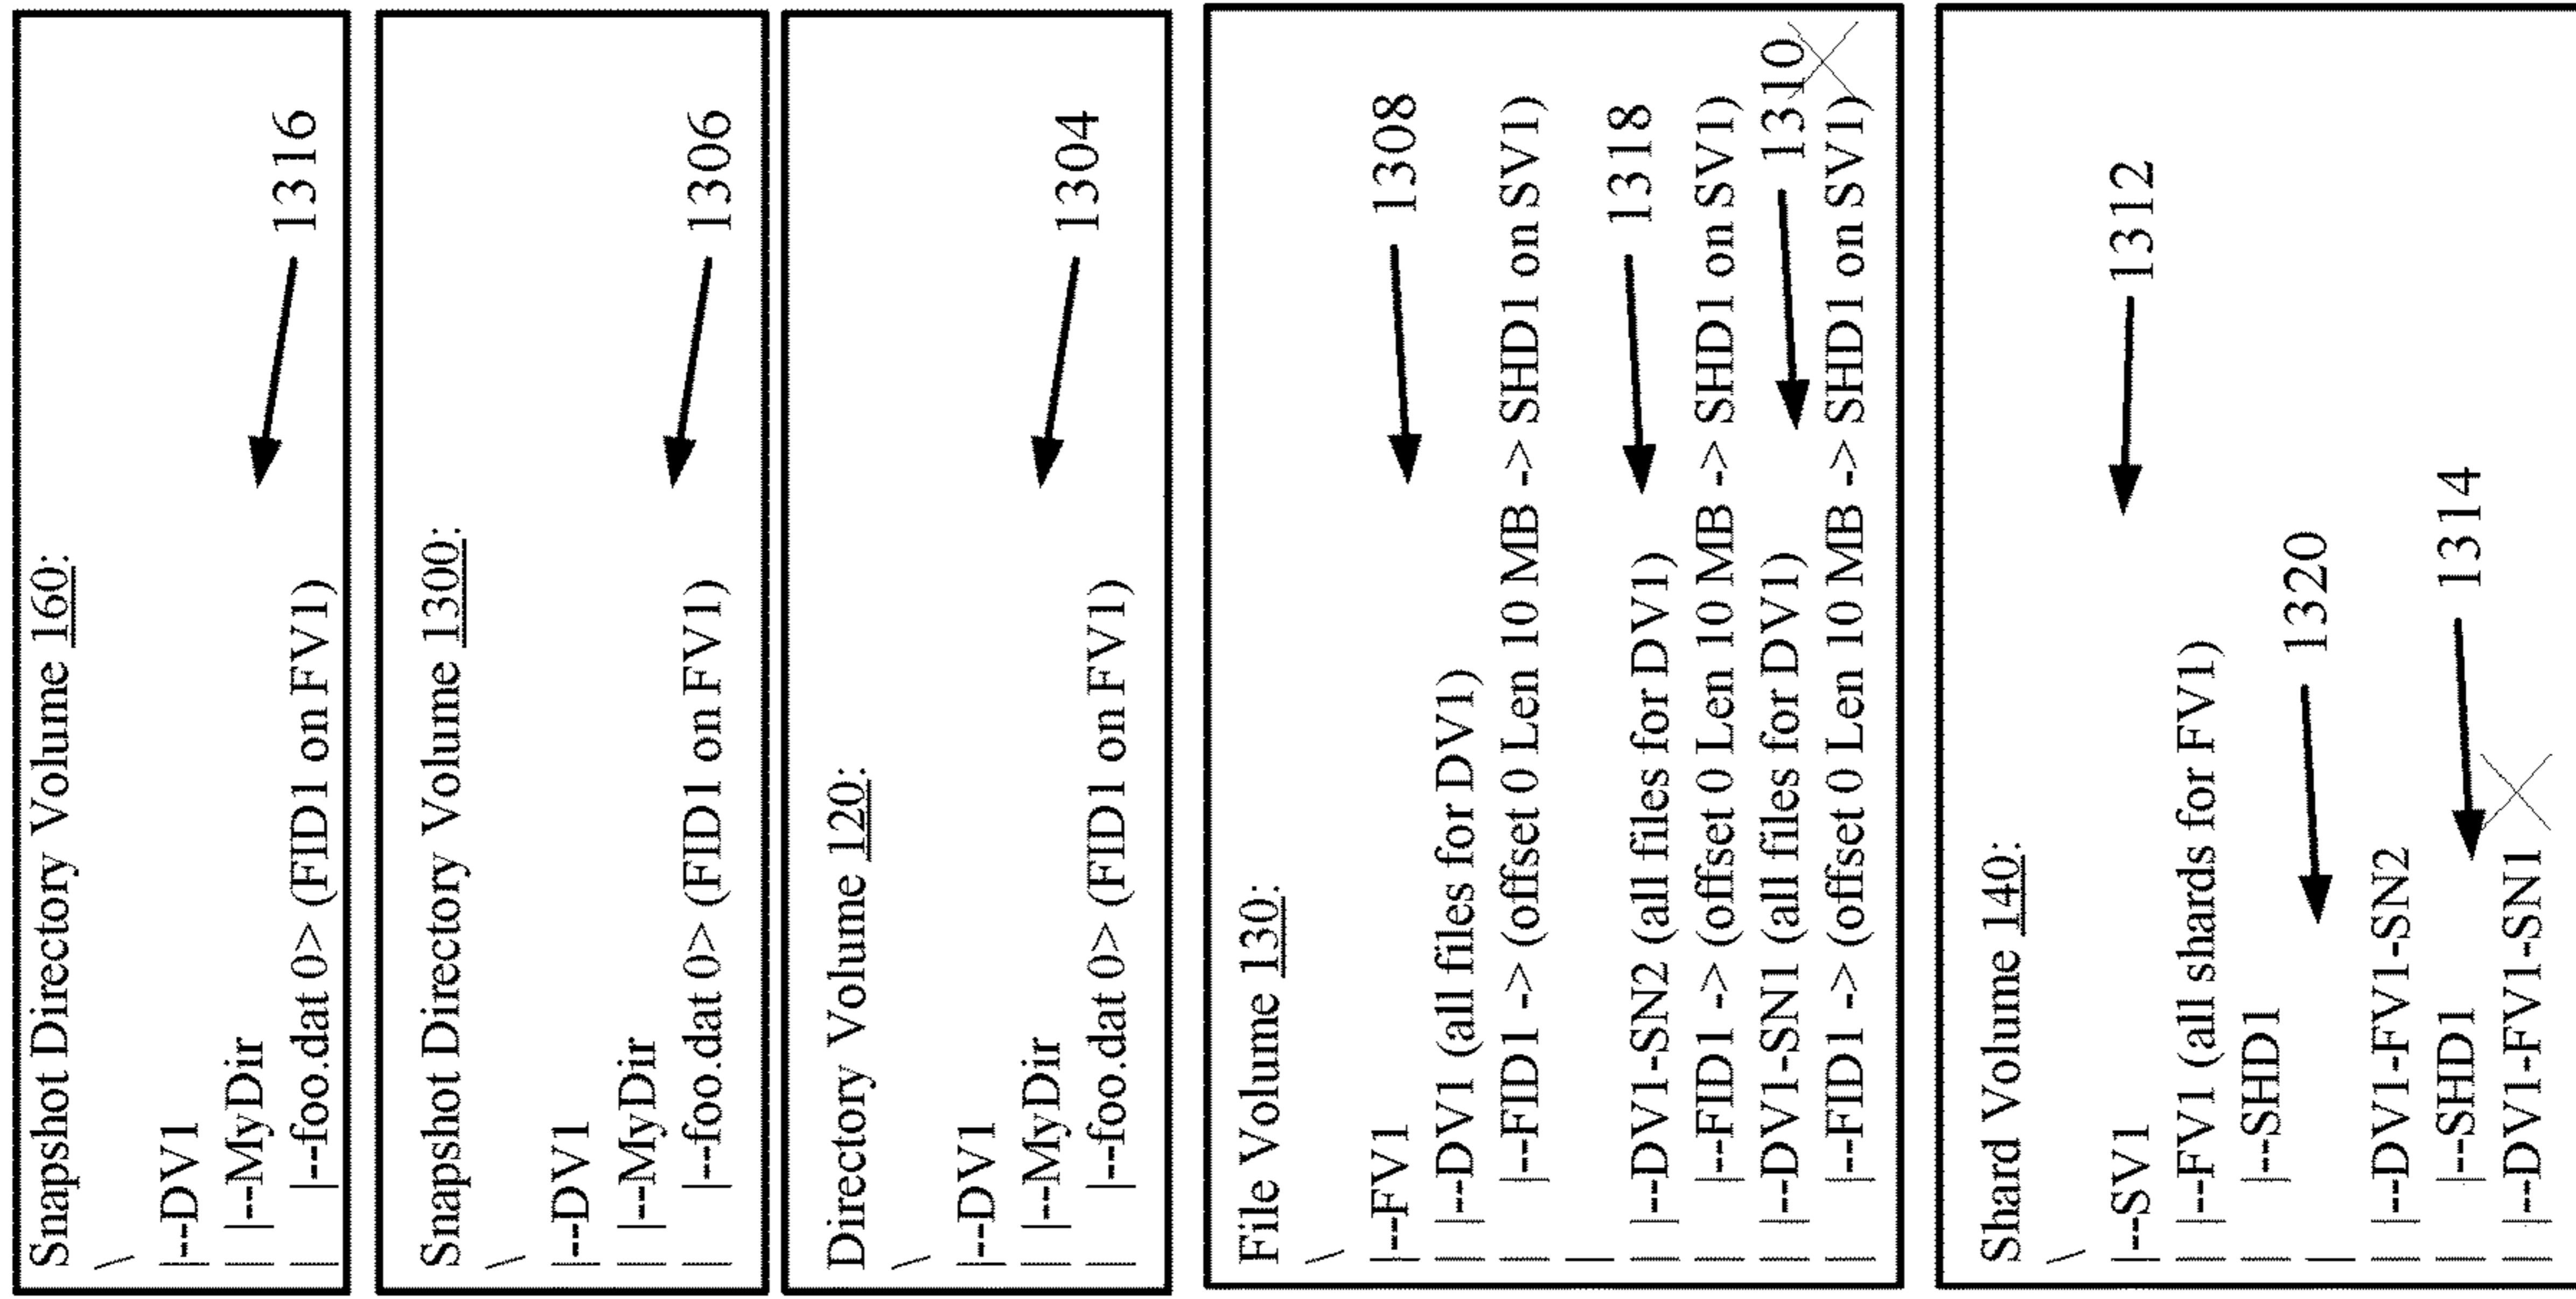 Snapshot Directory Volume 160:
\
|--DV1
| |--MyDir
| | |---foo.dat 0> (FID1 on FV1)
1316
Snapshot Directory Volume 1300:
\
|--DV1
| |--MyDir
| | |---foo.dat 0> (FID1 on FV1)
1306
Directory Volume 120:
\
|--DV1
| |--MyDir
| | |---foo.dat 0> (FID1 on FV1)
1304
File Volume 130:
\
|---FV1
1308
| |---DV1 (all files for DV1)
| | |--FID1 -> (offset 0 Len 10 MB -> SHD1 on SV1)
|
1318
| |---DV1-SN2 (all files for DV1)
| | |--FID1 -> (offset 0 Len 10 MB -> SHD1 on SV1)
| |---DV1-SN1 (all files for DV1)
1310
| | |--FID1 -> (offset 0 Len 10 MB -> SHD1 on SV1)
Shard Volume 140:
\
|---SV1
1312
| |---FV1 (all shards for FV1)
| | |--SHD1
|
1320
| |---DV1-FV1-SN2
| | |--SHD1
1314
| |---DV1-FV1-SN1